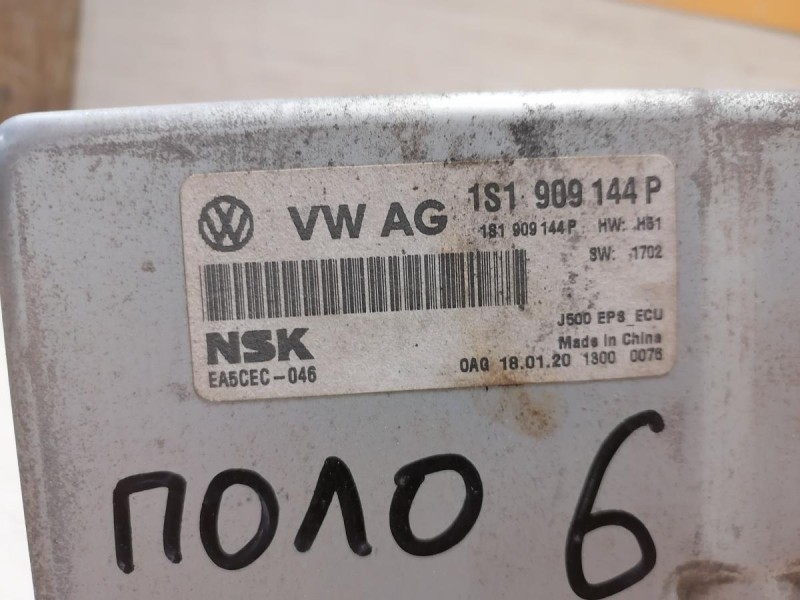 VW AG 1S1 909 144 P
1S1 909 144 P HW: H51
SW: 1702
J500 EPS_ECU
NSK Made in China
EA5CEC-046 0AG 18.01.20 1300 0076
ПОЛО 6